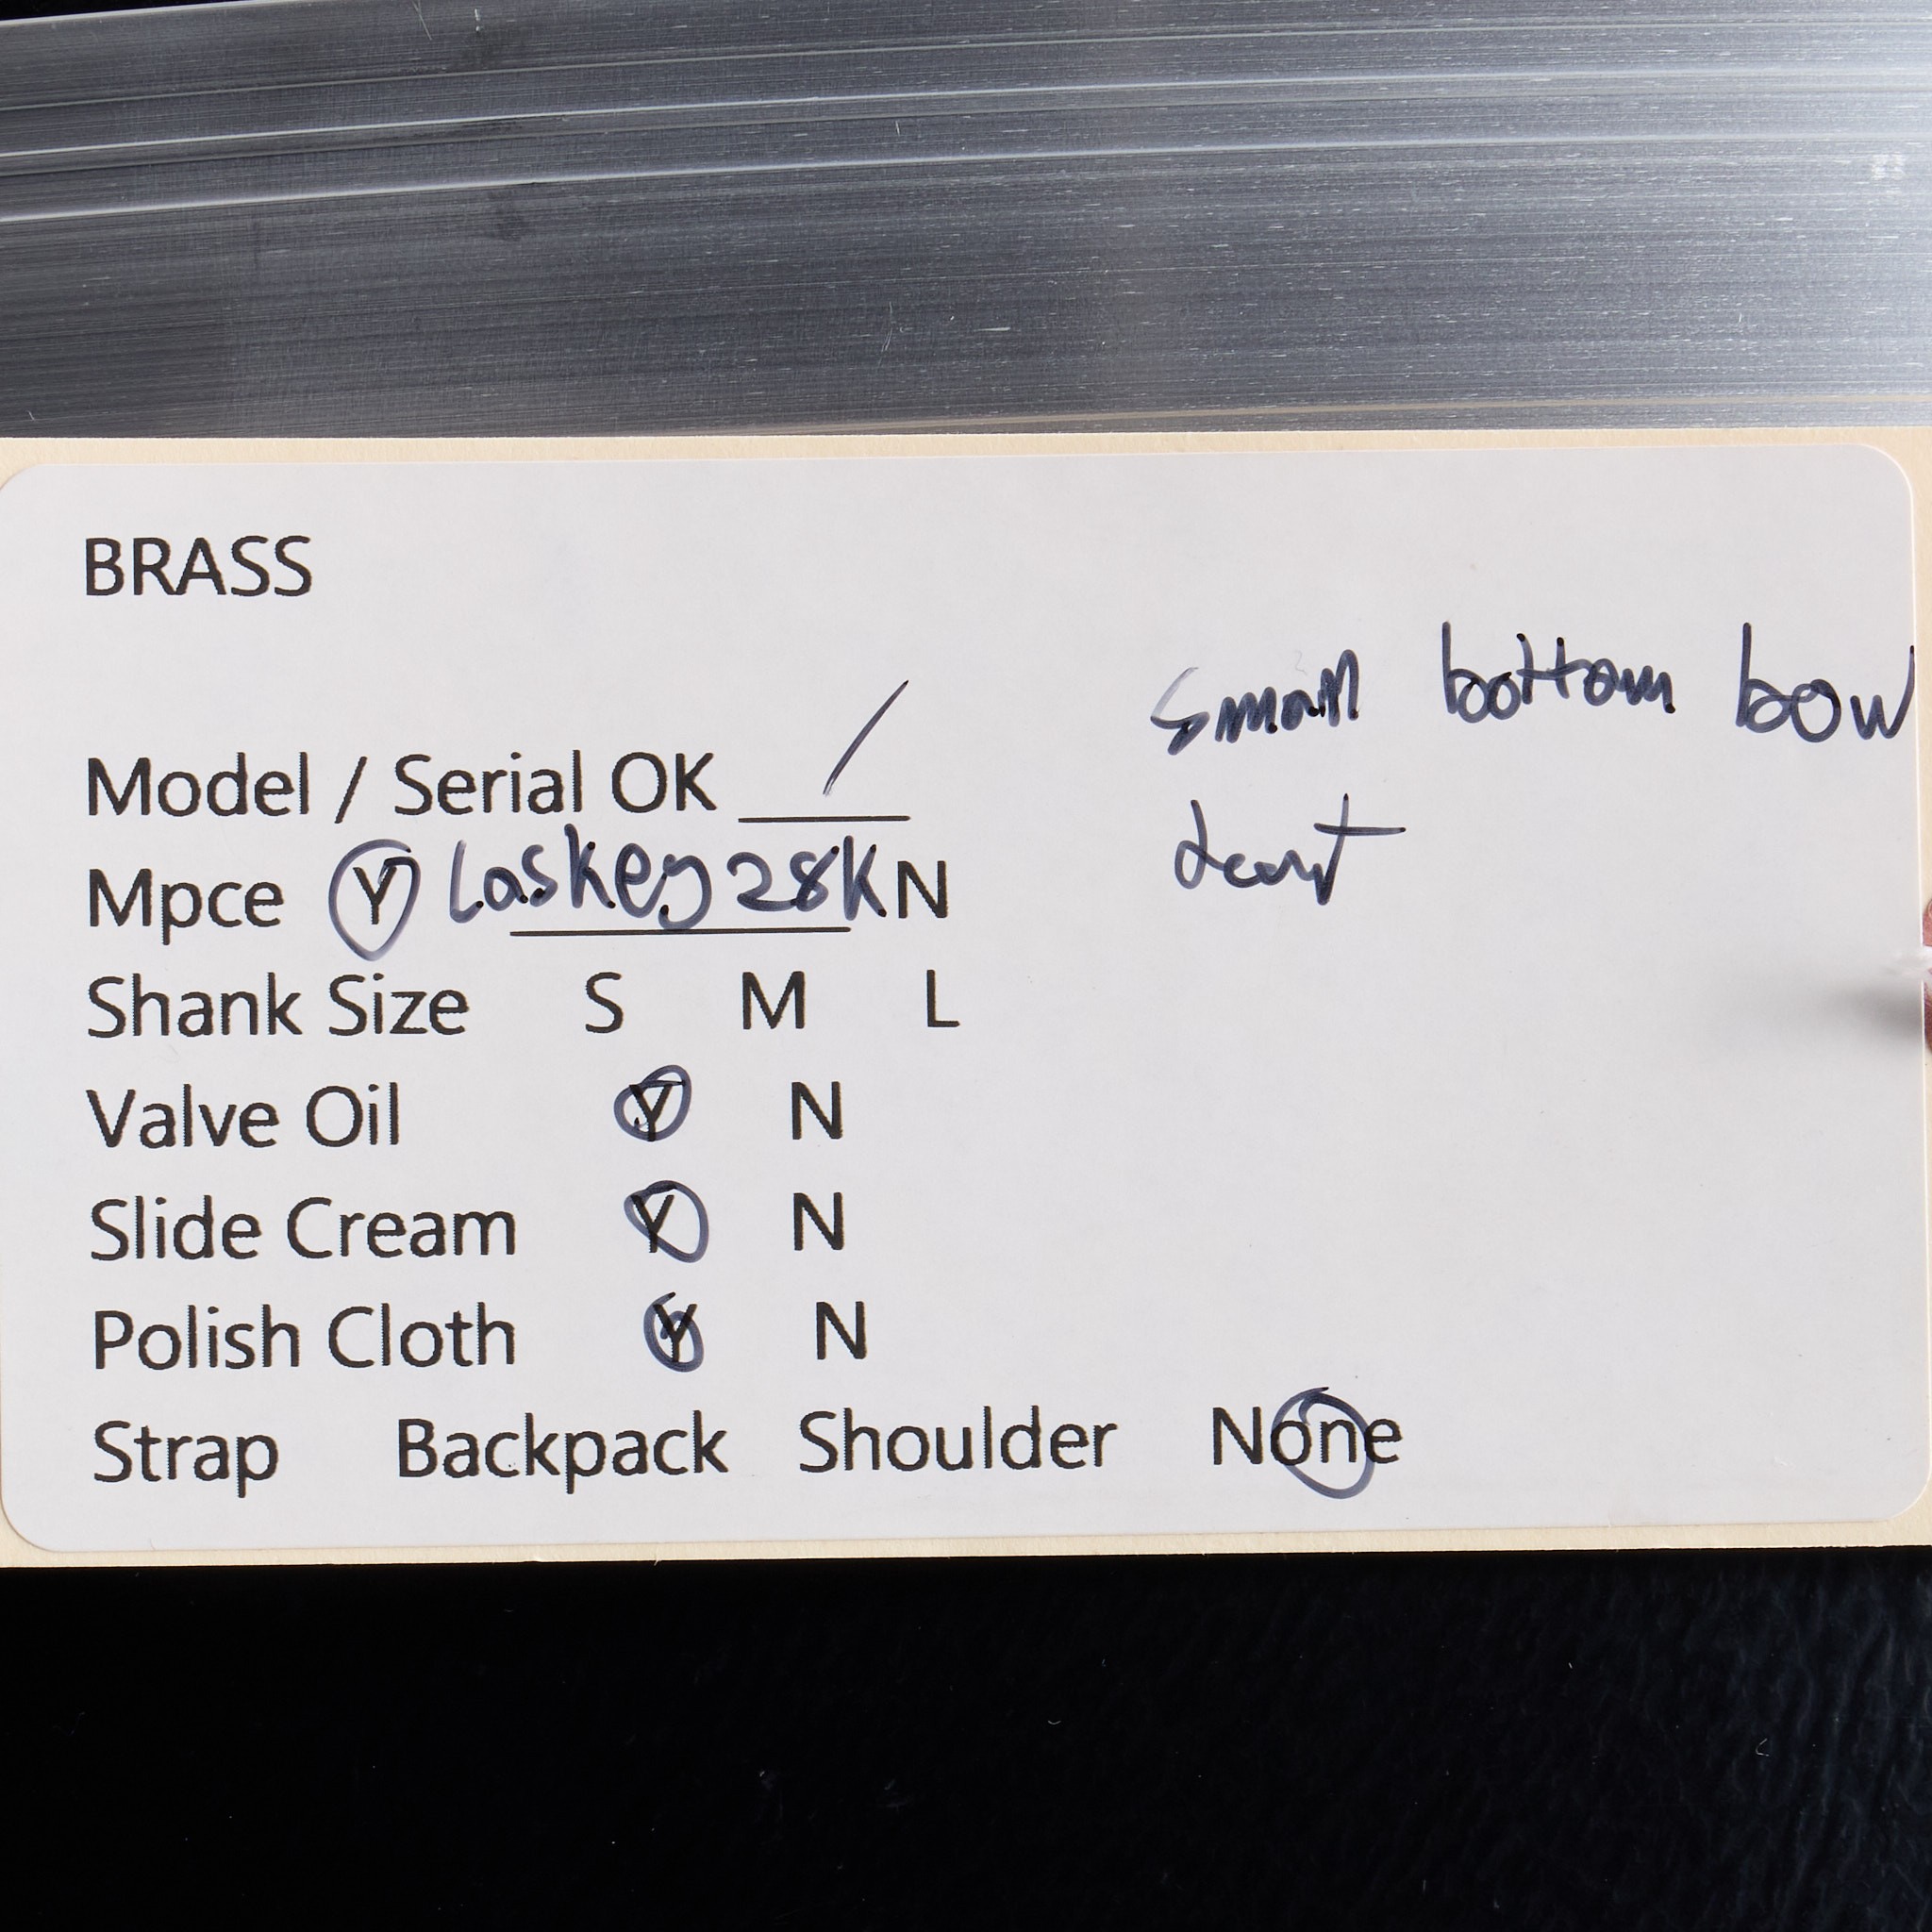 BRASS
small bottom bow
dent
Model / Serial OK ____ /
Mpce Y Laskey 28K N
Shank Size S M L
Valve Oil Y N
Slide Cream Y N
Polish Cloth Y N
Strap Backpack Shoulder None